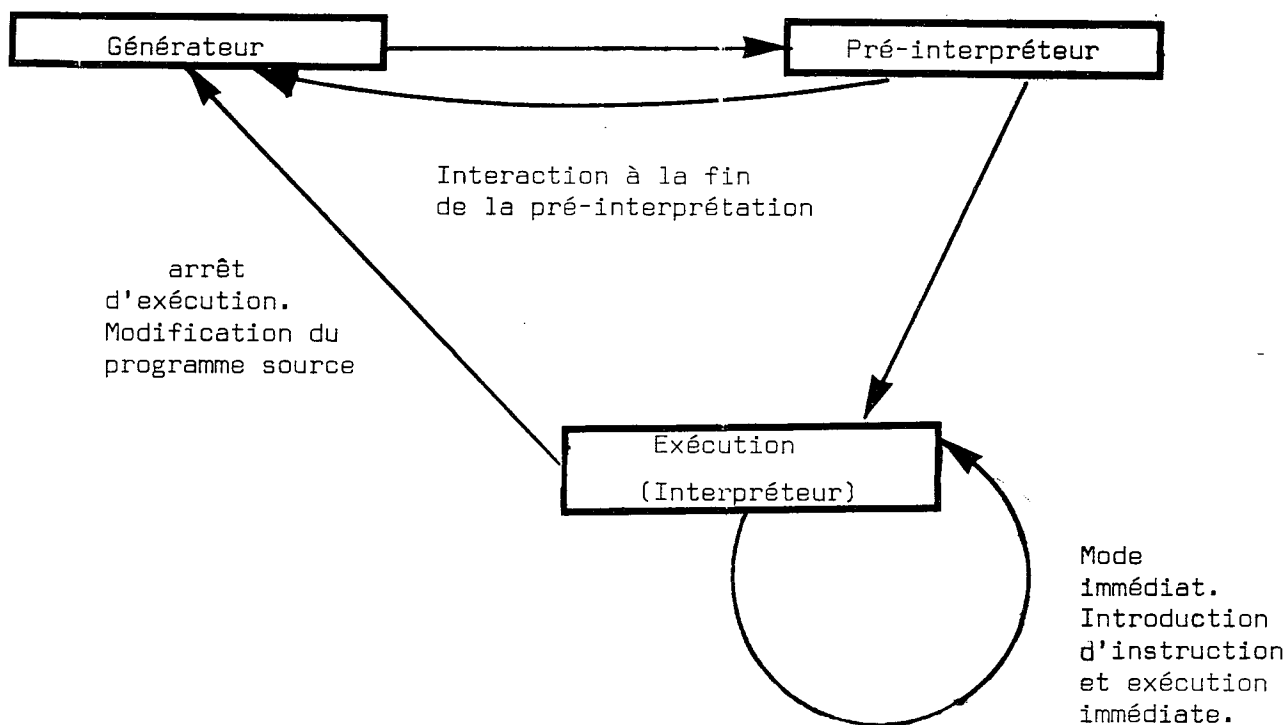 Générateur
Pré-interpréteur
Interaction à la fin
de la pré-interprétation
arrêt
d'exécution.
Modification du
programme source
Exécution
(Interpréteur)
Mode
immédiat.
Introduction
d'instruction
et exécution
immédiate.